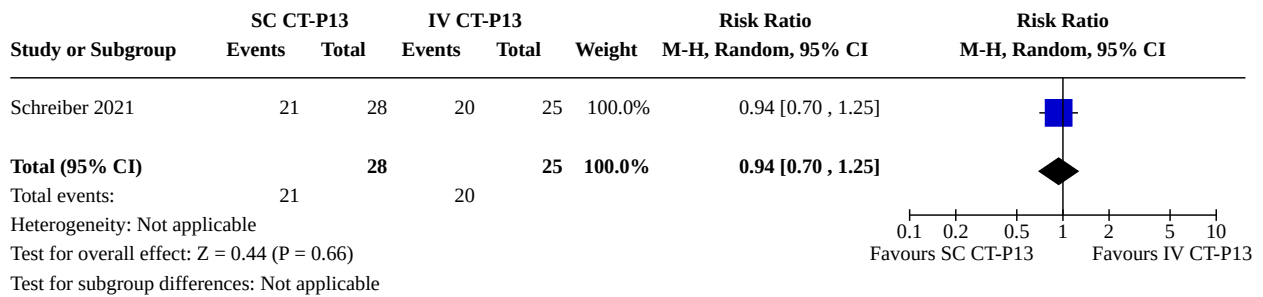 SC CT-P13 IV CT-P13 Risk Ratio Risk Ratio
Study or Subgroup Events Total Events Total Weight M-H, Random, 95% CI M-H, Random, 95% CI
Schreiber 2021 21 28 20 25 100.0% 0.94 [0.70 , 1.25]
Total (95% CI) 28 25 100.0% 0.94 [0.70 , 1.25]
Total events: 21 20
Heterogeneity: Not applicable
0.1 0.2 0.5 1 2 5 10
Test for overall effect: Z = 0.44 (P = 0.66) Favours SC CT-P13 Favours IV CT-P13
Test for subgroup differences: Not applicable